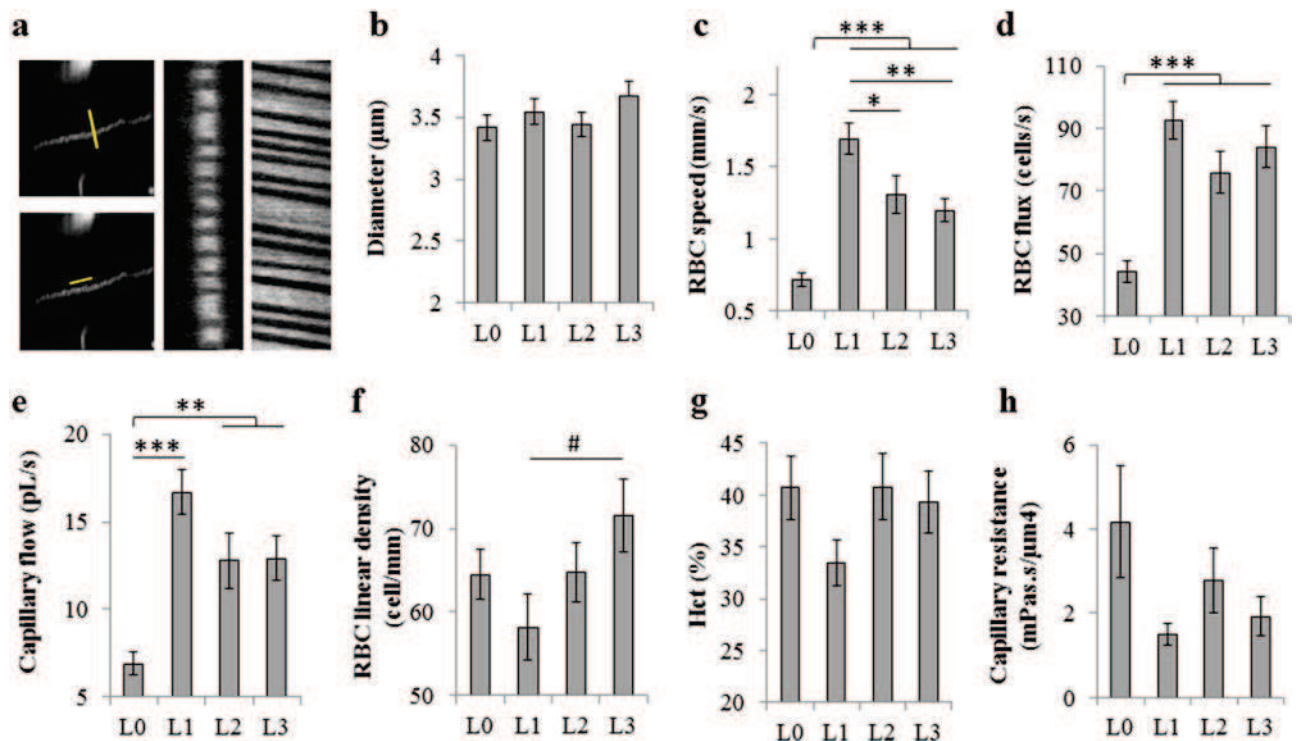 a
b
Diameter (μm)
4
3.5
3
2.5
2
L0 L1 L2 L3
c
RBC speed (mm/s)
***
**
*
2
1.5
1
0.5
L0 L1 L2 L3
d
RBC flux (cells/s)
***
110
90
70
50
30
L0 L1 L2 L3
e
Capillary flow (pL/s)
**
***
20
15
10
5
L0 L1 L2 L3
f
RBC linear density
(cell/mm)
#
80
70
60
50
L0 L1 L2 L3
g
Hct (%)
45
40
35
30
25
20
L0 L1 L2 L3
h
Capillary resistance
(mPas.s/μm4)
6
4
2
0
L0 L1 L2 L3